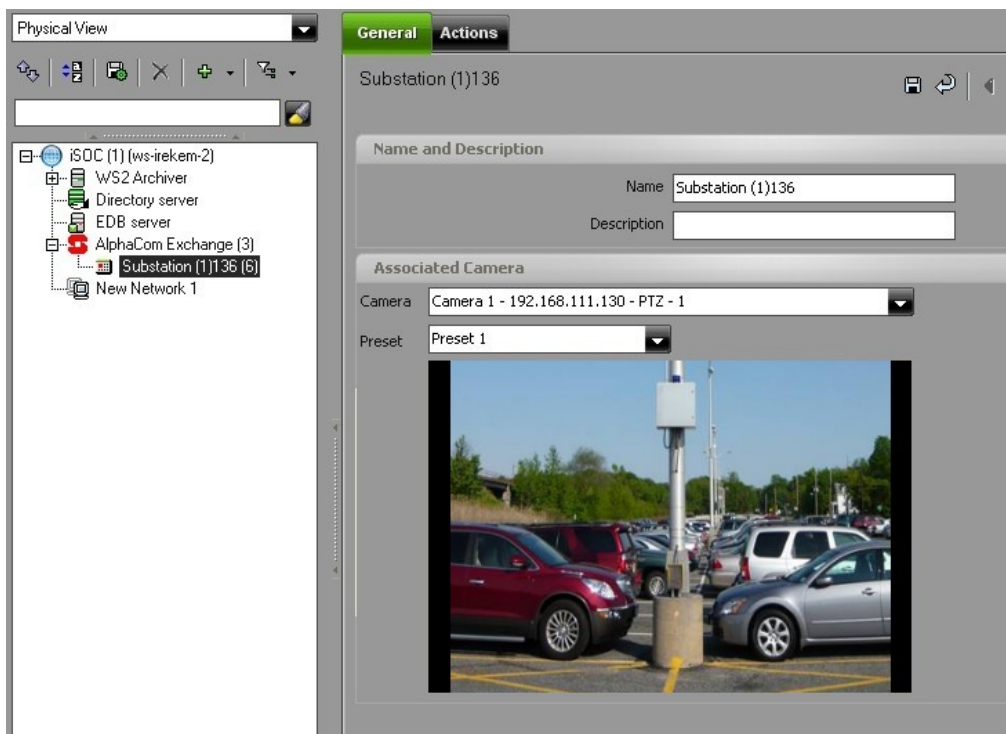 Physical View
iSOC (1) (ws-irekem-2)
WS2 Archiver
Directory server
EDB server
AlphaCom Exchange (3)
Substation (1)136 (6)
New Network 1
General Actions
Substation (1)136
Name and Description
Name Substation (1)136
Description
Associated Camera
Camera Camera 1 - 192.168.111.130 - PTZ - 1
Preset Preset 1